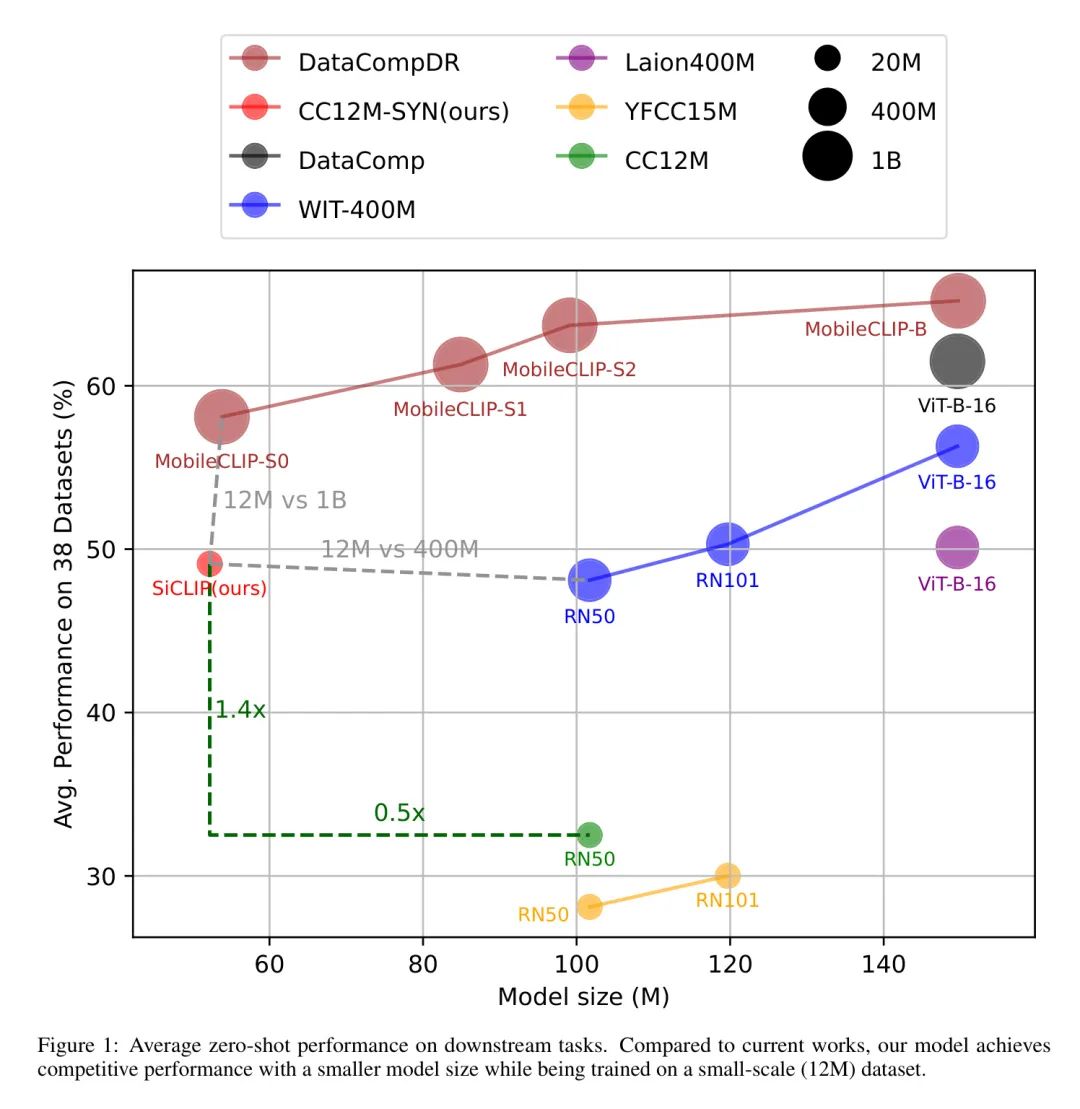 DataCompDR
CC12M-SYN(ours)
DataComp
WIT-400M
Laion400M
YFCC15M
CC12M
20M
400M
1B
Avg. Performance on 38 Datasets (%)
60
50
40
30
MobileCLIP-B
MobileCLIP-S2
MobileCLIP-S1
ViT-B-16
MobileCLIP-S0
ViT-B-16
12M vs 1B
12M vs 400M
SiCLIP(ours)
RN101
ViT-B-16
RN50
1.4x
0.5x
RN50
RN101
RN50
60
80
100
120
140
Model size (M)
Figure 1: Average zero-shot performance on downstream tasks. Compared to current works, our model achieves
competitive performance with a smaller model size while being trained on a small-scale (12M) dataset.